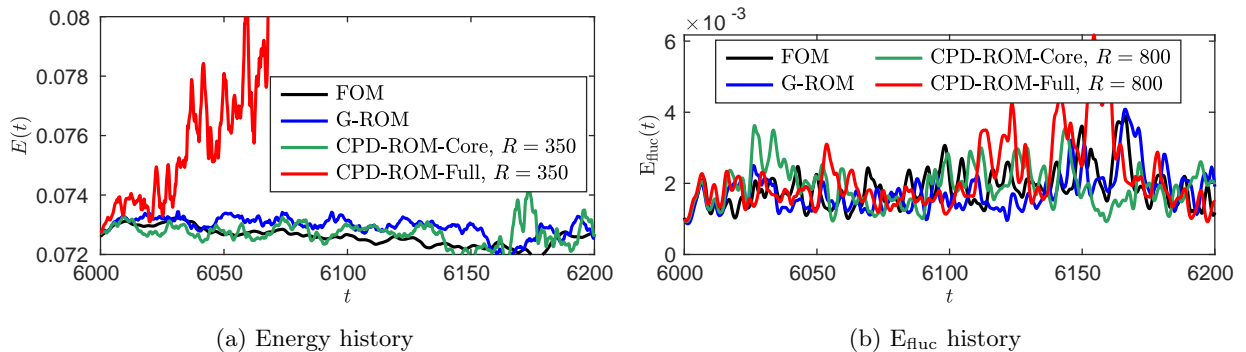 0.08
0.078
0.076
0.074
0.072
E(t)
FOM
G-ROM
CPD-ROM-Core, R = 350
CPD-ROM-Full, R = 350
6000 6050 6100 6150 6200
t
(a) Energy history
× 10⁻³
6
4
2
0
E_fluc(t)
FOM CPD-ROM-Core, R = 800
G-ROM CPD-ROM-Full, R = 800
6000 6050 6100 6150 6200
t
(b) E_fluc history